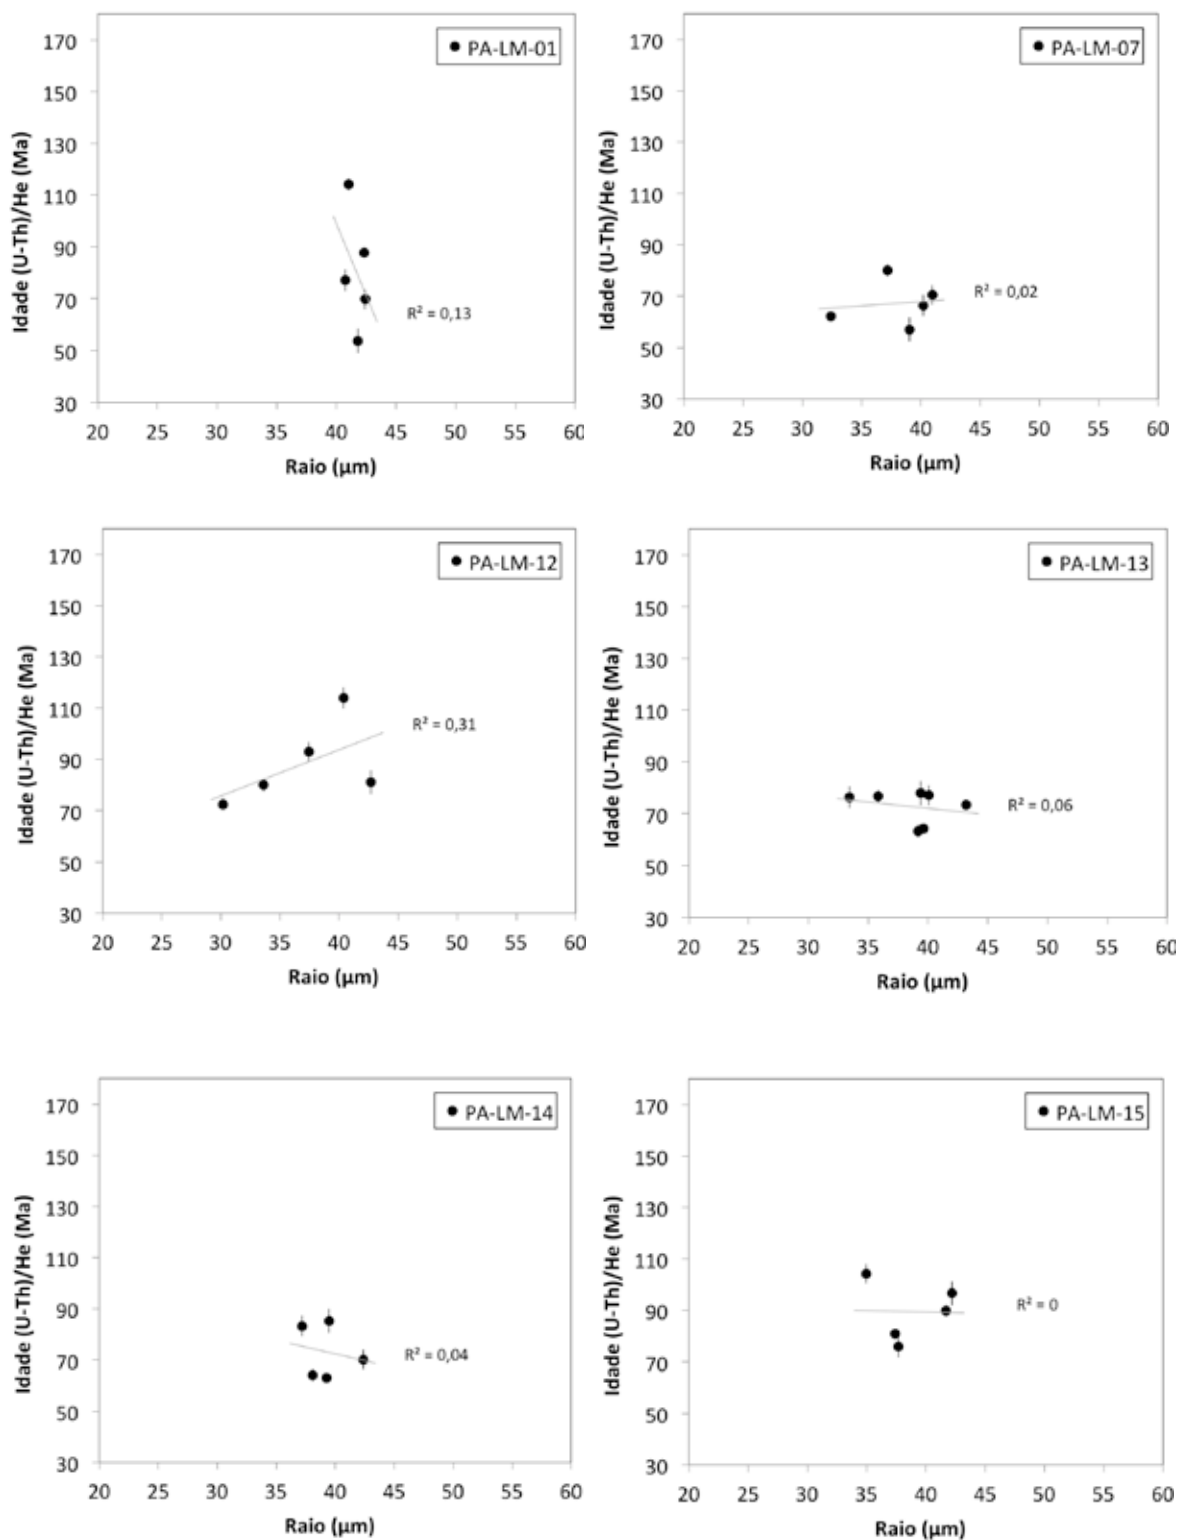 PA-LM-01
Idade (U-Th)/He (Ma)
170
150
130
110
90
70
50
30
R² = 0,13
20 25 30 35 40 45 50 55 60
Raio (µm)
PA-LM-07
Idade (U-Th)/He (Ma)
170
150
130
110
90
70
50
30
R² = 0,02
20 25 30 35 40 45 50 55 60
Raio (µm)
PA-LM-12
Idade (U-Th)/He (Ma)
170
150
130
110
90
70
50
30
R² = 0,31
20 25 30 35 40 45 50 55 60
Raio (µm)
PA-LM-13
Idade (U-Th)/He (Ma)
170
150
130
110
90
70
50
30
R² = 0,06
20 25 30 35 40 45 50 55 60
Raio (µm)
PA-LM-14
Idade (U-Th)/He (Ma)
170
150
130
110
90
70
50
30
R² = 0,04
20 25 30 35 40 45 50 55 60
Raio (µm)
PA-LM-15
Idade (U-Th)/He (Ma)
170
150
130
110
90
70
50
30
R² = 0
20 25 30 35 40 45 50 55 60
Raio (µm)